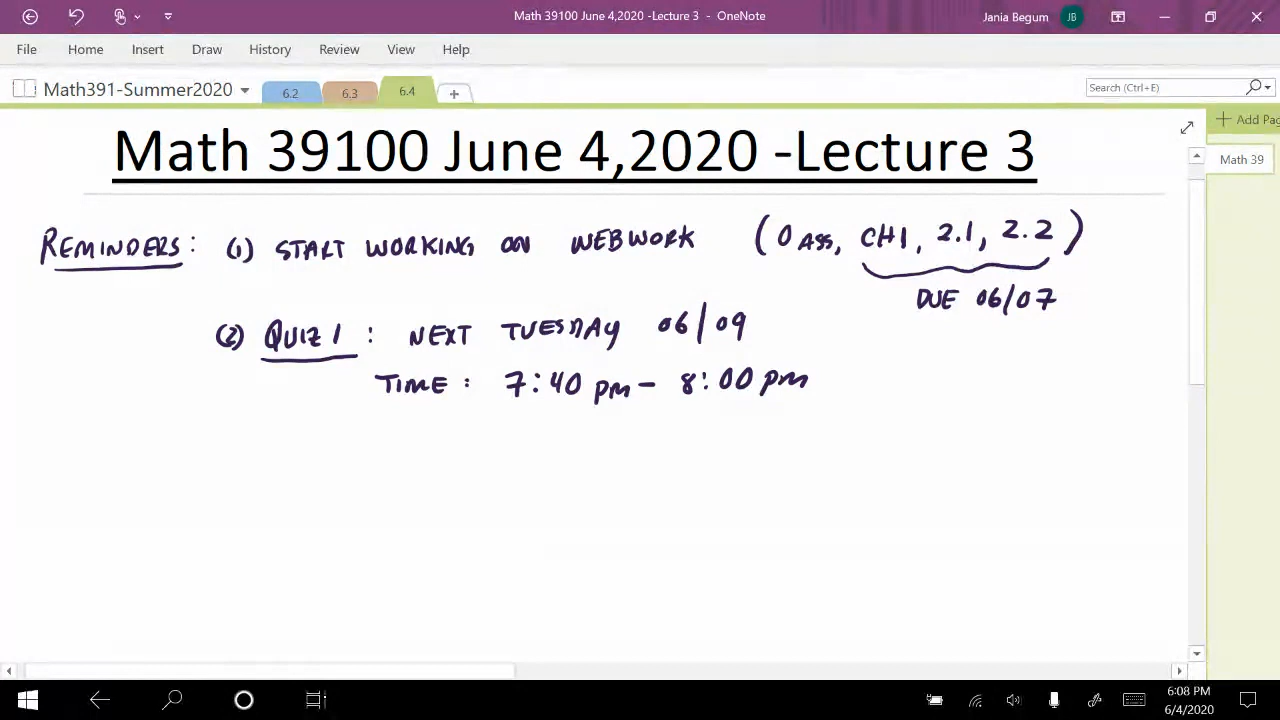 Math 39100 June 4,2020 -Lecture 3 - OneNote
Jania Begum JB
File Home Insert Draw History Research Review View Help
Math391-Summer2020 6.2 6.3 6.4
Search (Ctrl+E)
Add Pag
Math 39
Math 39100 June 4,2020 -Lecture 3
REMINDERS: (1) START WORKING ON WEBWORK (0 ASS, CH1, 2.1, 2.2)
DUE 06/07
(2) QUIZ 1 : NEXT TUESDAY 06/09
TIME : 7:40 pm - 8:00 pm
6:08 PM
6/4/2020